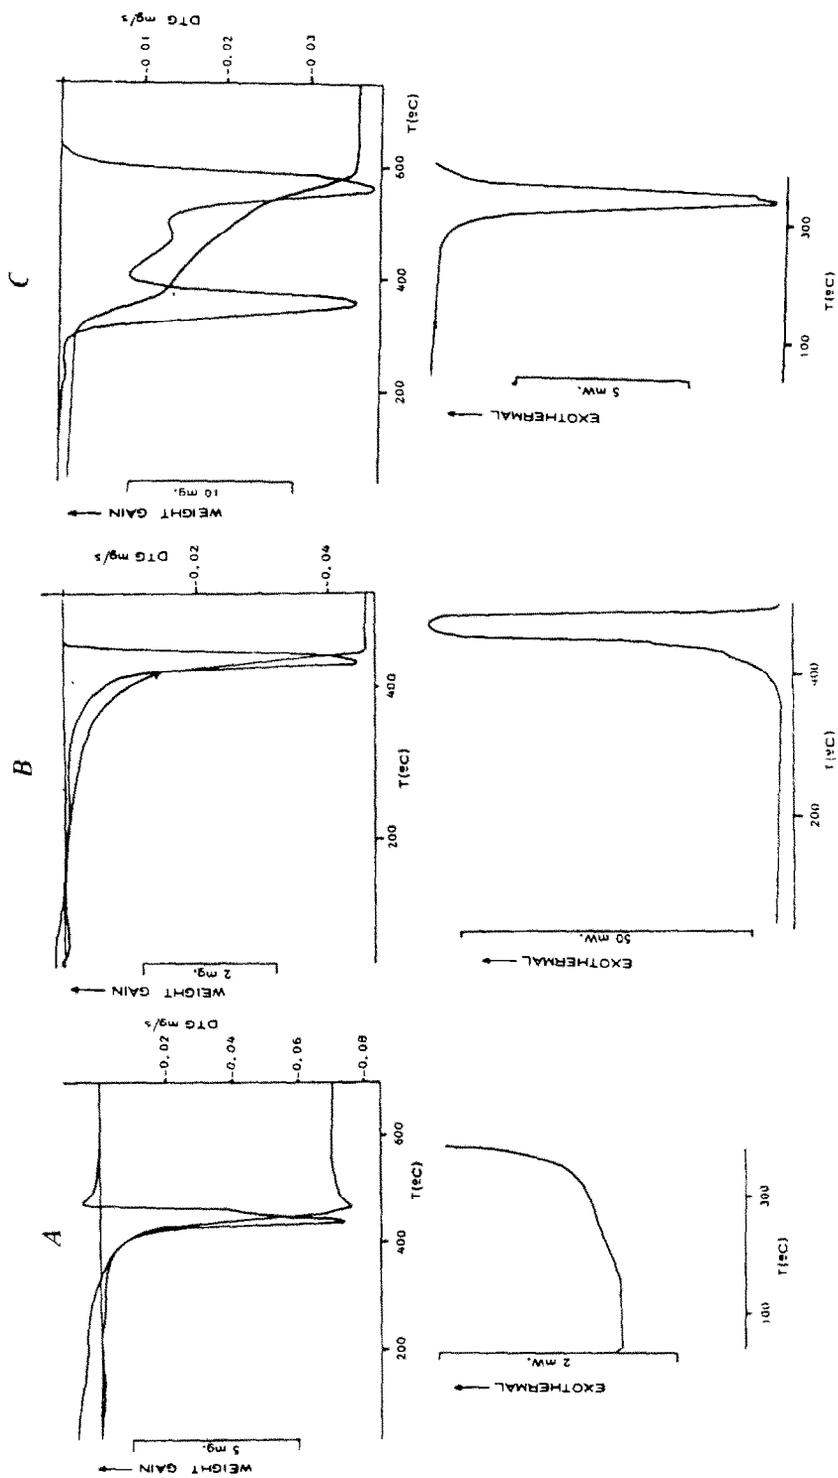 A
WEIGHT GAIN
5 mg.
DTG mg/s
-0.02
-0.04
-0.06
-0.08
200
400
600
T(ºC)
EXOTHERMAL
2 mw.
100
300
T(ºC)
B
WEIGHT GAIN
2 mg.
DTG mg/s
-0.02
-0.04
200
400
T(ºC)
EXOTHERMAL
50 mw.
200
400
T(ºC)
C
WEIGHT GAIN
10 mg.
DTG mg/s
-0.01
-0.02
-0.03
200
400
600
T(ºC)
EXOTHERMAL
5 mw.
100
300
T(ºC)